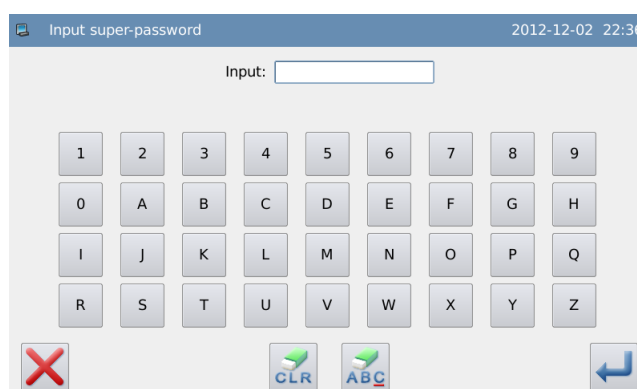 Input super-password 2012-12-02 22:36
Input:
1 2 3 4 5 6 7 8 9
0 A B C D E F G H
I J K L M N O P Q
R S T U V W X Y Z
CLR ABC